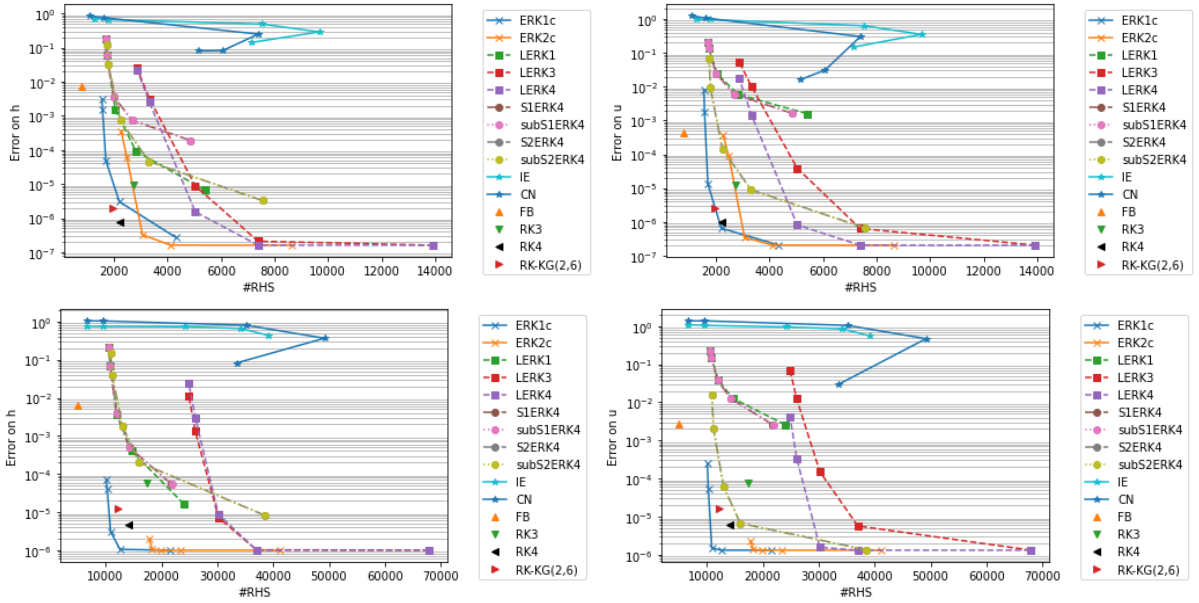 10⁰
10⁻¹
10⁻²
10⁻³
10⁻⁴
10⁻⁵
10⁻⁶
10⁻⁷
Error on h
2000 4000 6000 8000 10000 12000 14000
#RHS
ERK1c
ERK2c
LERK1
LERK3
LERK4
S1ERK4
subS1ERK4
S2ERK4
subS2ERK4
IE
CN
FB
RK3
RK4
RK-KG(2,6)
10⁰
10⁻¹
10⁻²
10⁻³
10⁻⁴
10⁻⁵
10⁻⁶
10⁻⁷
Error on u
2000 4000 6000 8000 10000 12000 14000
#RHS
ERK1c
ERK2c
LERK1
LERK3
LERK4
S1ERK4
subS1ERK4
S2ERK4
subS2ERK4
IE
CN
FB
RK3
RK4
RK-KG(2,6)
10⁰
10⁻¹
10⁻²
10⁻³
10⁻⁴
10⁻⁵
10⁻⁶
Error on h
10000 20000 30000 40000 50000 60000 70000
#RHS
ERK1c
ERK2c
LERK1
LERK3
LERK4
S1ERK4
subS1ERK4
S2ERK4
subS2ERK4
IE
CN
FB
RK3
RK4
RK-KG(2,6)
10⁰
10⁻¹
10⁻²
10⁻³
10⁻⁴
10⁻⁵
10⁻⁶
Error on u
10000 20000 30000 40000 50000 60000 70000
#RHS
ERK1c
ERK2c
LERK1
LERK3
LERK4
S1ERK4
subS1ERK4
S2ERK4
subS2ERK4
IE
CN
FB
RK3
RK4
RK-KG(2,6)